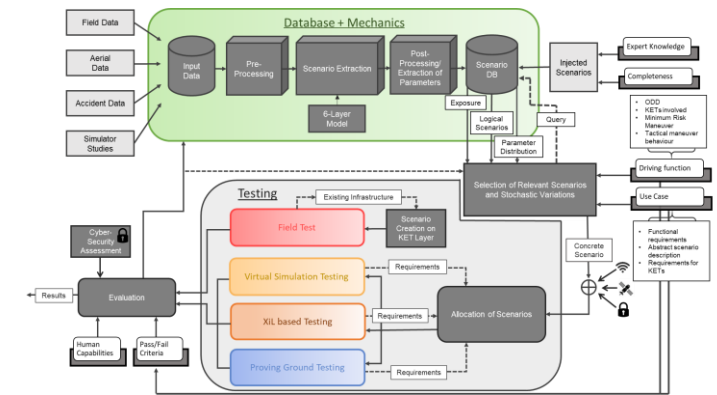 Database + Mechanics
Field Data
Aerial
Data
Accident Data
Simulator
Studies
Input
Data
Pre-
Processing
Scenario Extraction
Post-
Processing/
Extraction of
Parameters
Scenario
DB
6-Layer
Model
Injected
Scenarios
Expert Knowledge
Completeness
Exposure
Logical
Scenarios
Query
Parameter
Distribution
• ODD
• KETs involved
• Minimum Risk
Maneuver
• Tactical maneuver
behaviour
Driving function
Use Case
• Functional
requirements
• Abstract scenario
description
• Requirements for
KETs
Selection of Relevant Scenarios
and Stochastic Variations
Concrete
Scenario
Testing
Existing Infrastructure
Field Test
Scenario
Creation on
KET Layer
Virtual Simulation Testing
Requirements
XiL based Testing
Requirements
Allocation of Scenarios
Proving Ground Testing
Requirements
Cyber-
Security
Assessment
Results
Evaluation
Human
Capabilities
Pass/Fail
Criteria